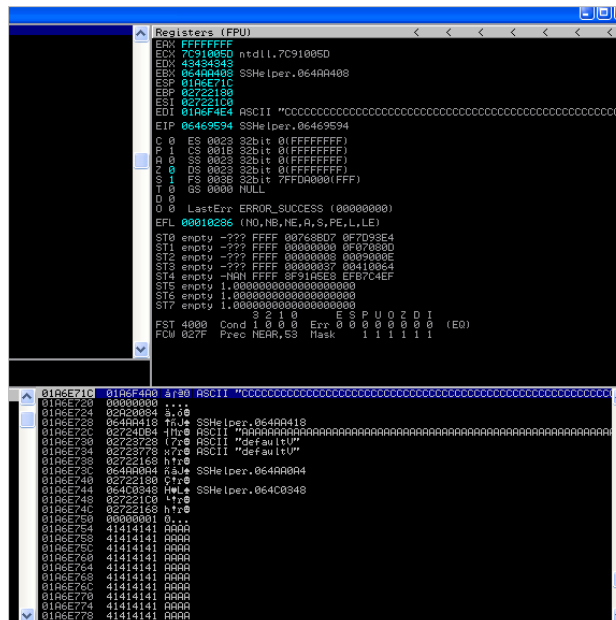 Registers (FPU) < < < < < < <
EAX FFFFFFFF
ECX 7C91005D ntdll.7C91005D
EDX 43434343
EBX 064AA408 SSHelper.064AA408
ESP 01A6E71C
EBP 02722180
ESI 027221C0
EDI 01A6F4E4 ASCII "CCCCCCCCCCCCCCCCCCCCCCCCCCCCCCCCCCCCCCCCCCCCCCCCCCCCCCC
EIP 06469594 SSHelper.06469594
C 0 ES 0023 32bit 0(FFFFFFFF)
P 1 CS 001B 32bit 0(FFFFFFFF)
A 0 SS 0023 32bit 0(FFFFFFFF)
Z 0 DS 0023 32bit 0(FFFFFFFF)
S 1 FS 003B 32bit 7FFDA000(FFF)
T 0 GS 0000 NULL
D 0
O 0 LastErr ERROR_SUCCESS (00000000)
EFL 00010286 (NO,NB,NE,A,S,PE,L,LE)
ST0 empty -??? FFFF 00768BD7 0F7D93E4
ST1 empty -??? FFFF 00000000 0F07080D
ST2 empty -??? FFFF 00000008 0009000E
ST3 empty -??? FFFF 00000037 00410064
ST4 empty -NAN FFFF 8F91A5E8 EFB7C4EF
ST5 empty 1.0000000000000000000
ST6 empty 1.0000000000000000000
ST7 empty 1.0000000000000000000
3 2 1 0 E S P U O Z D I
FST 4000 Cond 1 0 0 0 Err 0 0 0 0 0 0 0 0 (EQ)
FCW 027F Prec NEAR,53 Mask 1 1 1 1 1 1
01A6E71C 01A6F4A0 ASCII "CCCCCCCCCCCCCCCCCCCCCCCCCCCCCCCCCCCCCCCCCCCCCCCCCCCCCCCCCC
01A6E720 00000000 ....
01A6E724 02A20084
01A6E728 064AA418 SSHelper.064AA418
01A6E72C 02724DB4 ASCII "AAAAAAAAAAAAAAAAAAAAAAAAAAAAAAAAAAAAAAAAAAAAAAAAAAAAAAAAAA
01A6E730 02723728 ASCII "defaultV"
01A6E734 02723778 ASCII "defaultV"
01A6E738 02722168
01A6E73C 064AA0A4 SSHelper.064AA0A4
01A6E740 02722180
01A6E744 064C0348 SSHelper.064C0348
01A6E748 027221C0
01A6E74C 02722168
01A6E750 00000001
01A6E754 41414141 AAAA
01A6E758 41414141 AAAA
01A6E75C 41414141 AAAA
01A6E760 41414141 AAAA
01A6E764 41414141 AAAA
01A6E768 41414141 AAAA
01A6E76C 41414141 AAAA
01A6E770 41414141 AAAA
01A6E774 41414141 AAAA
01A6E778 41414141 AAAA